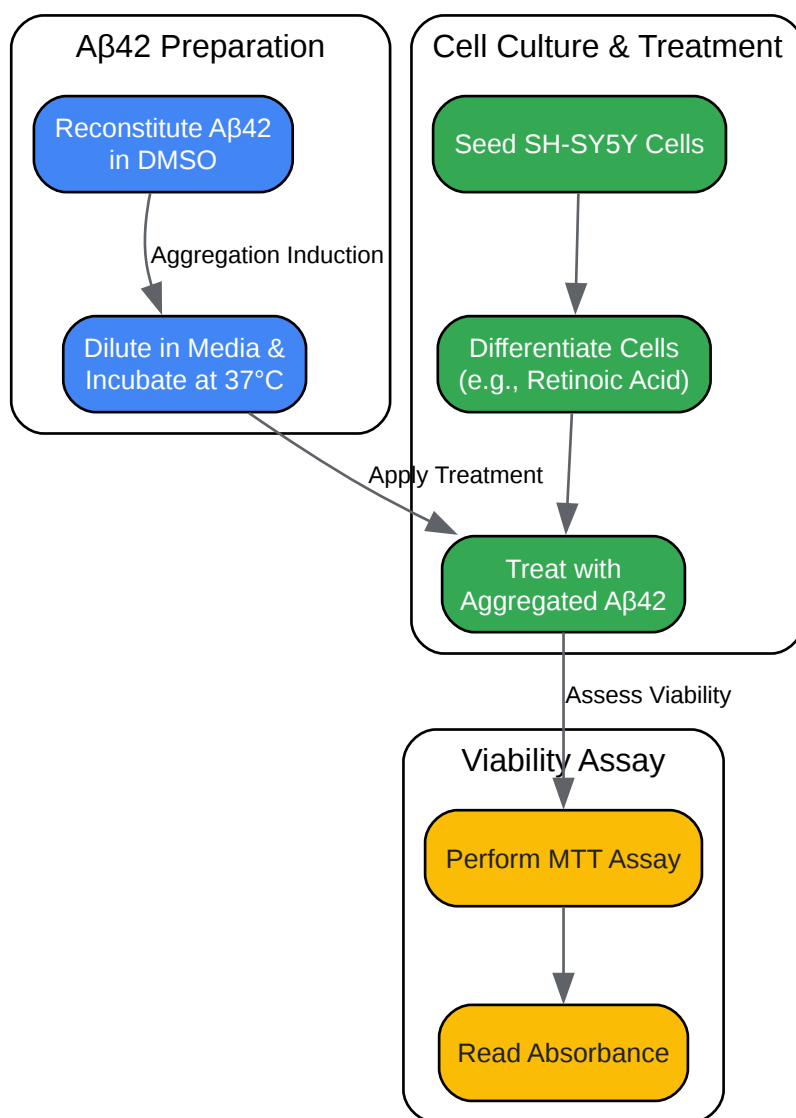 Aβ42 Preparation
Reconstitute Aβ42
in DMSO
Aggregation Induction
Dilute in Media &
Incubate at 37°C
Apply Treatment
Cell Culture & Treatment
Seed SH-SY5Y Cells
Differentiate Cells
(e.g., Retinoic Acid)
Treat with
Aggregated Aβ42
Assess Viability
Viability Assay
Perform MTT Assay
Read Absorbance